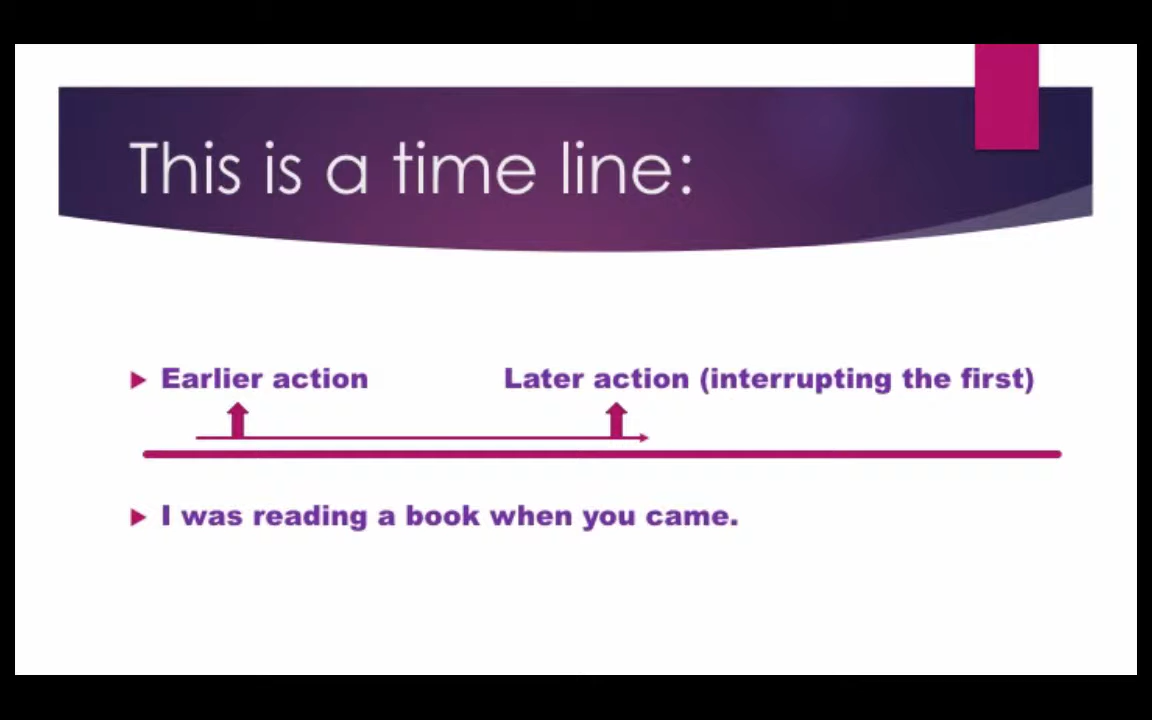 This is a time line:
Earlier action Later action (interrupting the first)
I was reading a book when you came.